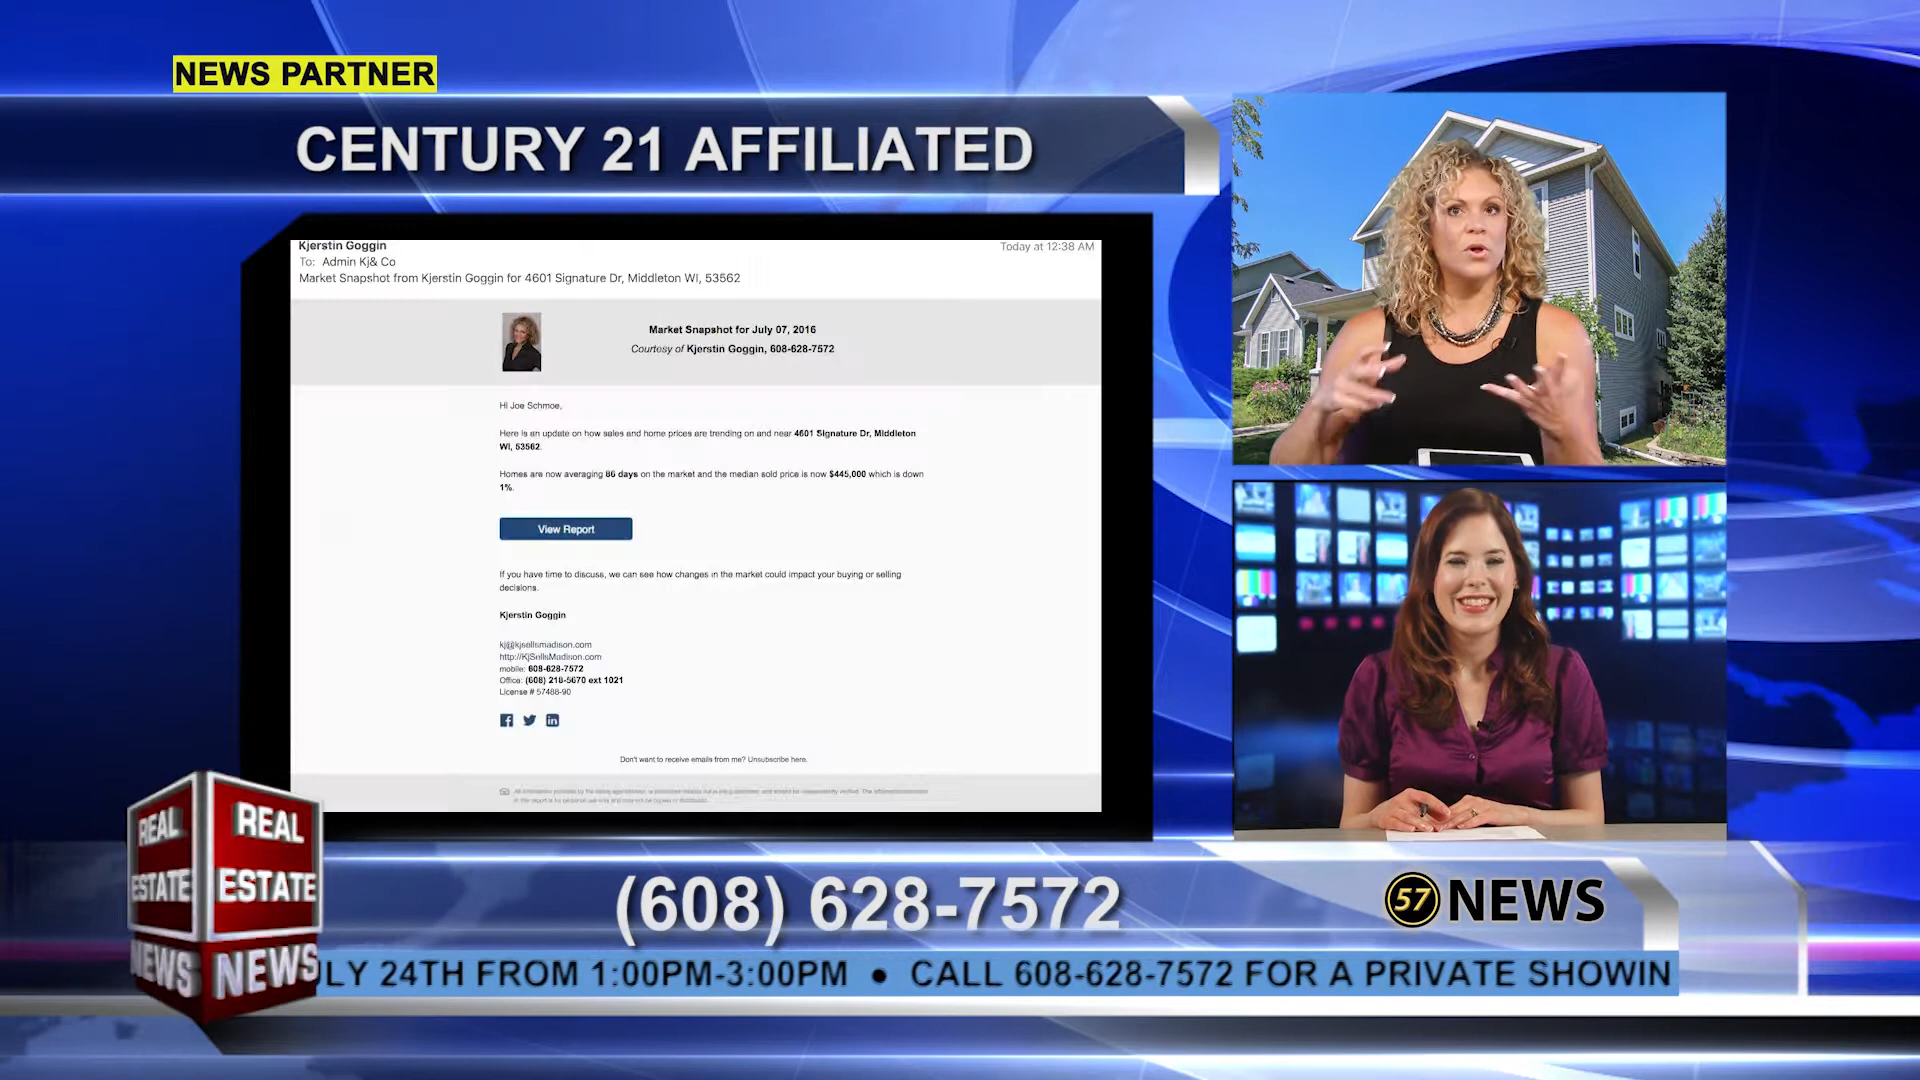 NEWS PARTNER
CENTURY 21 AFFILIATED
Kjerstin Goggin
Today at 12:38 AM
To: Admin Kj& Co
Market Snapshot from Kjerstin Goggin for 4601 Signature Dr, Middleton WI, 53562
Market Snapshot for July 07, 2016
Courtesy of Kjerstin Goggin, 608-628-7572
Hi Joe Schmoe,
Here is an update on how sales and home prices are trending on and near 4601 Signature Dr, Middleton
WI, 53562.
Homes are now averaging 86 days on the market and the median sold price is now $445,000 which is down
1%.
View Report
If you have time to discuss, we can see how changes in the market could impact your buying or selling
decisions.
Kjerstin Goggin
kj@kjsellsmadison.com
http://KjSellsMadison.com
mobile: 608-628-7572
Office: (608) 218-5670 ext 1021
License # 57488-90
Don't want to receive emails from me? Unsubscribe here.
REAL
ESTATE
NEWS
REAL
ESTATE
NEWS
(608) 628-7572
57 NEWS
LY 24TH FROM 1:00PM-3:00PM • CALL 608-628-7572 FOR A PRIVATE SHOWIN